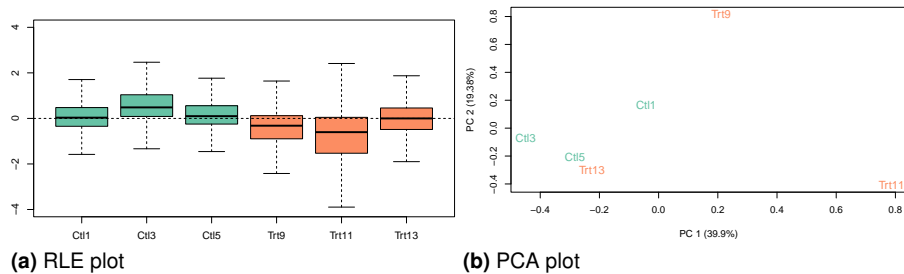 4
2
0
−2
−4
Ctl1 Ctl3 Ctl5 Trt9 Trt11 Trt13
(a) RLE plot
PC 2 (19.38%)
0.8
0.6
0.4
0.2
0.0
−0.2
−0.4
Trt9
Ctl1
Ctl3
Ctl5
Trt13
Trt11
−0.4 −0.2 0.0 0.2 0.4 0.6 0.8
PC 1 (39.9%)
(b) PCA plot